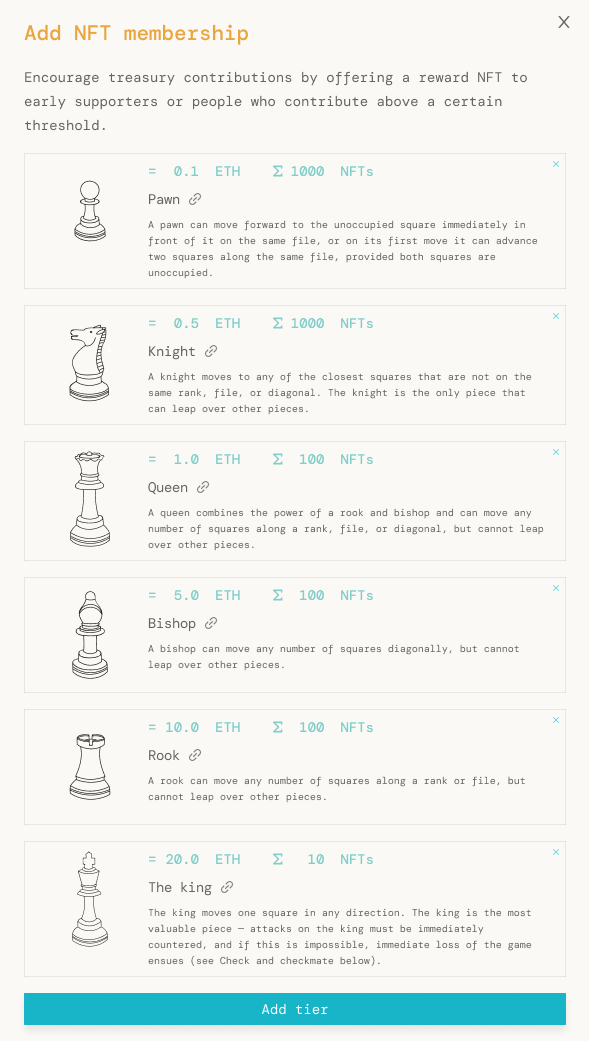 Add NFT membership
X
Encourage treasury contributions by offering a reward NFT to
early supporters or people who contribute above a certain
threshold.
= 0.1 ETH Σ 1000 NFTs ×
Pawn
A pawn can move forward to the unoccupied square immediately in
front of it on the same file, or on its first move it can advance
two squares along the same file, provided both squares are
unoccupied.
= 0.5 ETH Σ 1000 NFTs ×
Knight
A knight moves to any of the closest squares that are not on the
same rank, file, or diagonal. The knight is the only piece that
can leap over other pieces.
= 1.0 ETH Σ 100 NFTs ×
Queen
A queen combines the power of a rook and bishop and can move any
number of squares along a rank, file, or diagonal, but cannot leap
over other pieces.
= 5.0 ETH Σ 100 NFTs ×
Bishop
A bishop can move any number of squares diagonally, but cannot
leap over other pieces.
= 10.0 ETH Σ 100 NFTs ×
Rook
A rook can move any number of squares along a rank or file, but
cannot leap over other pieces.
= 20.0 ETH Σ 10 NFTs ×
The king
The king moves one square in any direction. The king is the most
valuable piece — attacks on the king must be immediately
countered, and if this is impossible, immediate loss of the game
ensues (see Check and checkmate below).
Add tier